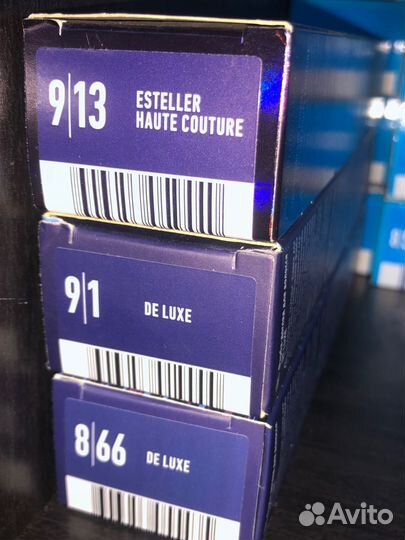 9|13
ESTELLER
HAUTE COUTURE
9|1
DE LUXE
8|66
DE LUXE
Avito